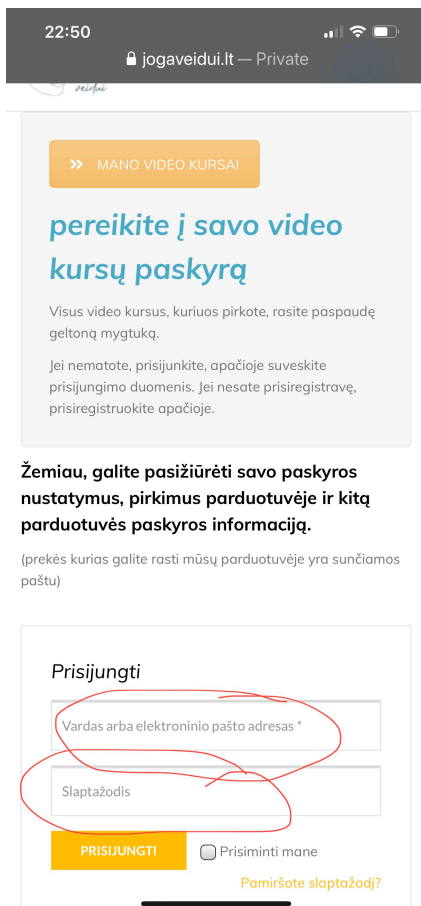 22:50
jogaveidui.lt — Private
veidui
MANO VIDEO KURSAI
pereikite į savo video
kursų paskyrą
Visus video kursus, kuriuos pirkote, rasite paspaudę
geltoną mygtuką.
Jei nematote, prisijunkite, apačioje suveskite
prisijungimo duomenis. Jei nesate prisiregistravę,
prisiregistruokite apačioje.
Žemiau, galite pasižiūrėti savo paskyros
nustatymus, pirkimus parduotuvėje ir kitą
parduotuvės paskyros informaciją.
(prekės kurias galite rasti mūsų parduotuvėje yra sunčiamos
paštu)
Prisijungti
Vardas arba elektroninio pašto adresas *
Slaptažodis
PRISIJUNGTI Prisiminti mane
Pamiršote slaptažodį?